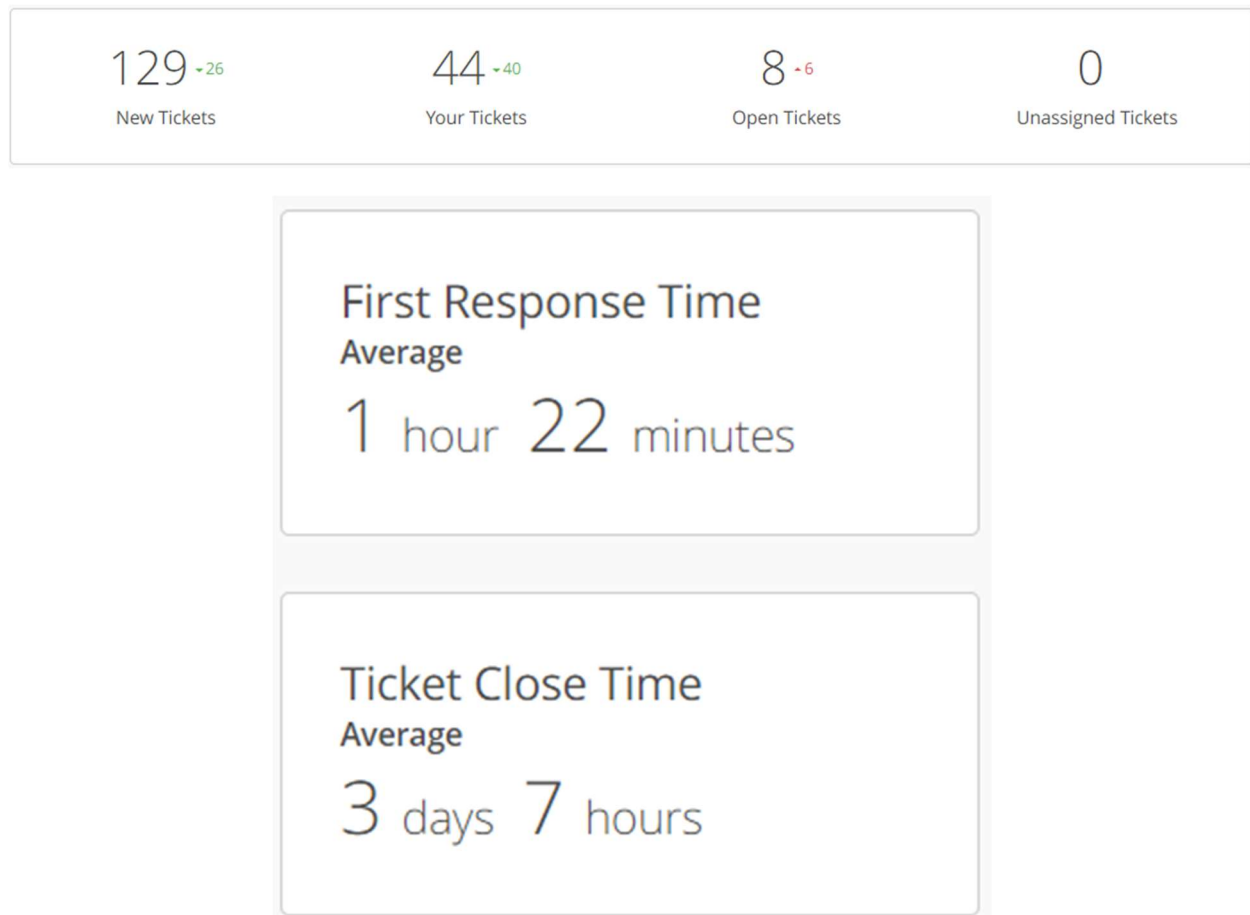 129 ▾26
44 ▾40
8 ▴6
0
New Tickets
Your Tickets
Open Tickets
Unassigned Tickets
First Response Time
Average
1 hour 22 minutes
Ticket Close Time
Average
3 days 7 hours